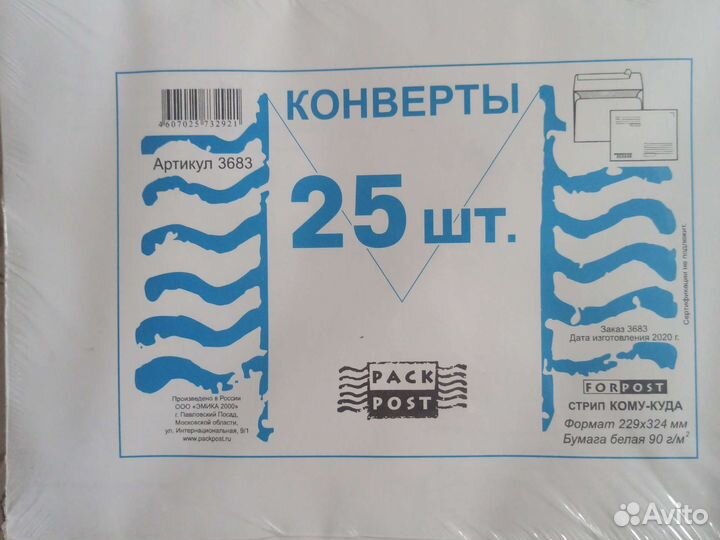 КОНВЕРТЫ
4607025732921
Артикул 3683
25 шт.
Сертификации не подлежит.
Заказ 3683
Дата изготовления 2020 г.
PACK
POST
FORPOST
СТРИП КОМУ-КУДА
Формат 229х324 мм
Бумага белая 90 г/м²
Произведено в России
ООО «ЭМИКА 2000»
г. Павловский Посад,
Московской области,
ул. Интернациональная, 9/1
www.packpost.ru
Avito